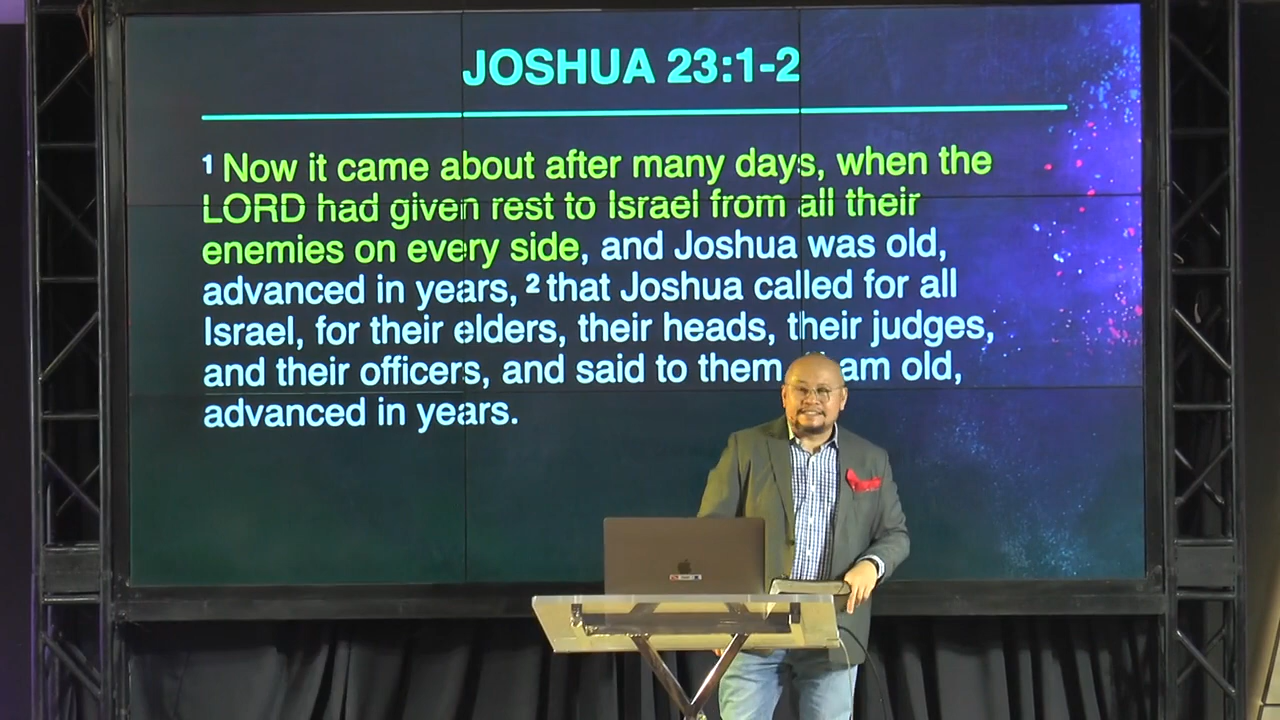 JOSHUA 23:1-2
1 Now it came about after many days, when the
LORD had given rest to Israel from all their
enemies on every side, and Joshua was old,
advanced in years, 2 that Joshua called for all
Israel, for their elders, their heads, their judges,
and their officers, and said to them am old,
advanced in years.